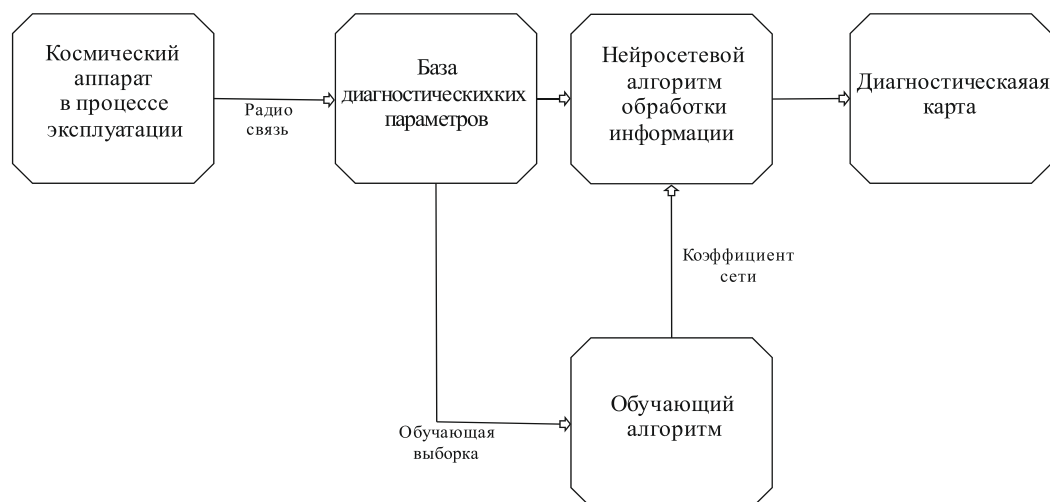 Космический
аппарат
в процессе
эксплуатации
Радио
связь
База
диагностическихких
параметров
Нейросетевой
алгоритм
обработки
информации
Диагностическаяая
карта
Коэффициент
сети
Обучающая
выборка
Обучающий
алгоритм